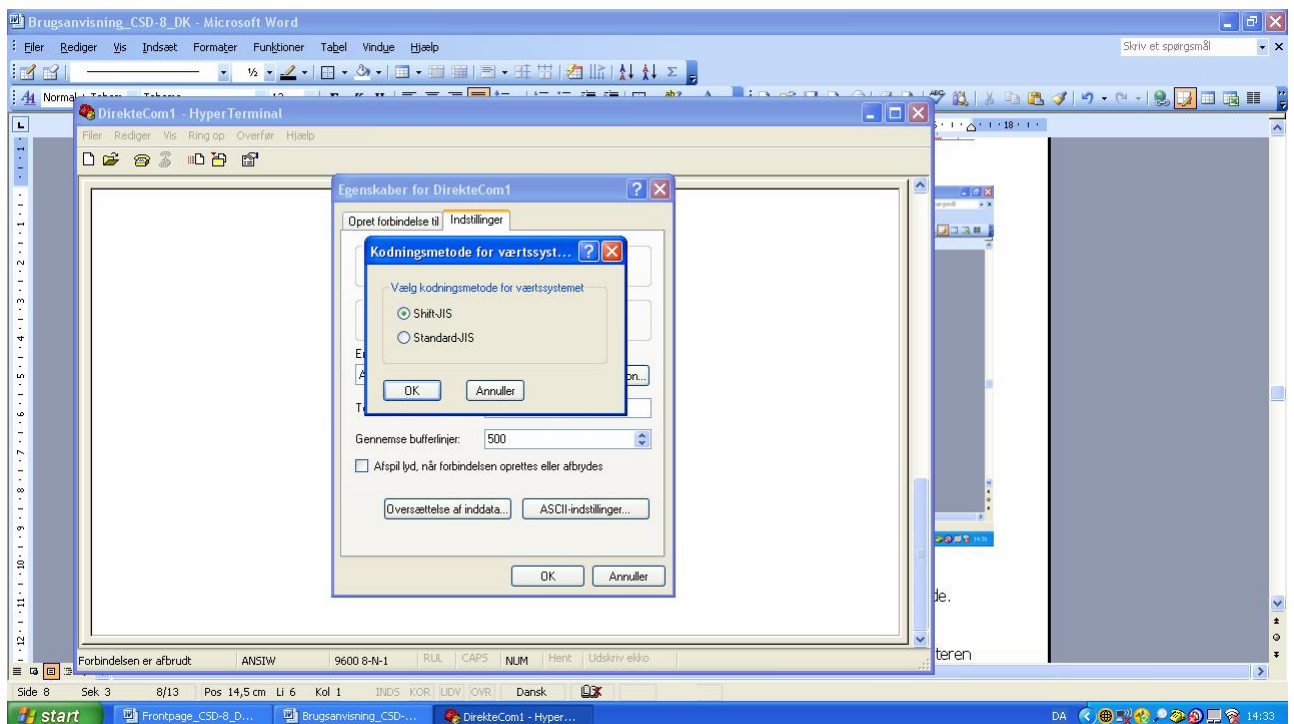 Brugsanvisning_CSD-8_DK - Microsoft Word
Filer Rediger Vis Indsæt Formater Funktioner Tabel Vindue Hjælp Skriv et spørgsmål
½
DirekteCom1 - HyperTerminal
Filer Rediger Vis Ring op Overfør Hjælp
Egenskaber for DirekteCom1
Opret forbindelse til Indstillinger
Kodningsmetode for værtssyst...
Vælg kodningsmetode for værtssystemet
Shift-JIS
Standard-JIS
OK Annuller
Gennemse bufferlinjer: 500
Afspil lyd, når forbindelsen oprettes eller afbrydes
Oversættelse af inddata... ASCII-indstillinger...
OK Annuller
de.
teren
Forbindelsen er afbrudt ANSIW 9600 8-N-1 RUL CAPS NUM Hent Udskriv ekko
Side 8 Sek 3 8/13 Pos 14,5 cm Li 6 Kol 1 INDS KOR UDV OVR Dansk
start Frontpage_CSD-8_D... Brugsanvisning_CSD-... DirekteCom1 - Hyper... DA 14:33